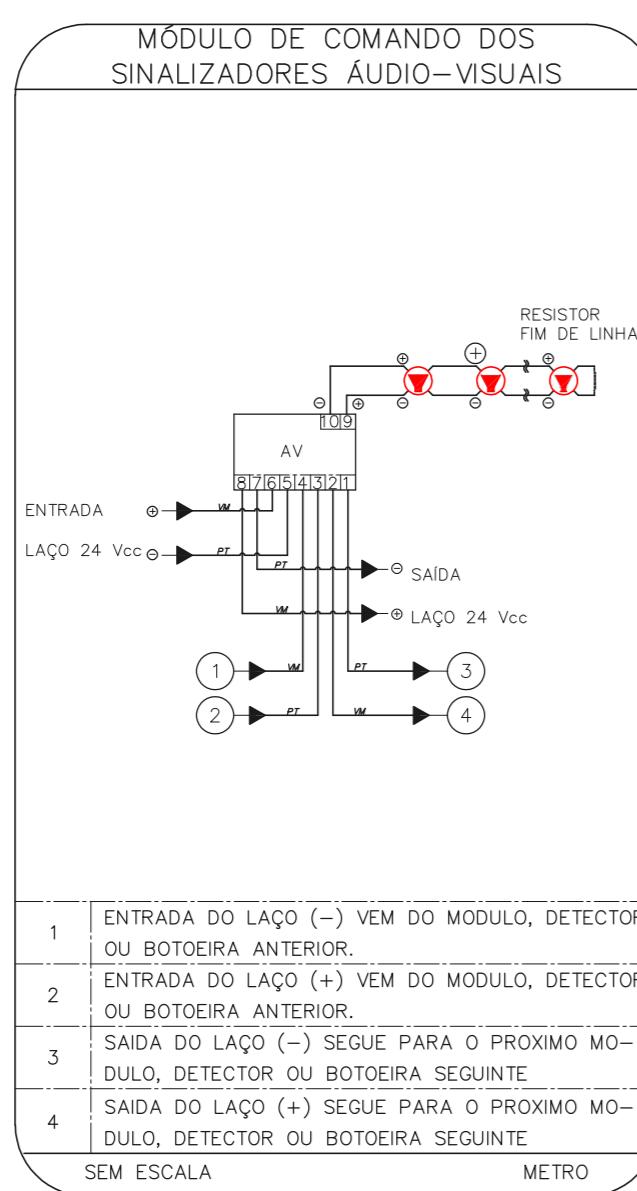 MÓDULO DE COMANDO DOS
SINALIZADORES ÁUDIO-VISUAIS
RESISTOR
FIM DE LINHA
+ + +
- + - - -
10 9
AV
8 7 6 5 4 3 2 1
ENTRADA + VM
LAÇO 24 Vcc - PT
PT - SAÍDA
VM + LAÇO 24 Vcc
1 VM PT 3
2 PT VM 4
1 ENTRADA DO LAÇO (-) VEM DO MODULO, DETECTOR
OU BOTOEIRA ANTERIOR.
2 ENTRADA DO LAÇO (+) VEM DO MODULO, DETECTOR
OU BOTOEIRA ANTERIOR.
3 SAIDA DO LAÇO (-) SEGUE PARA O PROXIMO MO-
DULO, DETECTOR OU BOTOEIRA SEGUINTE
4 SAIDA DO LAÇO (+) SEGUE PARA O PROXIMO MO-
DULO, DETECTOR OU BOTOEIRA SEGUINTE
SEM ESCALA METRO